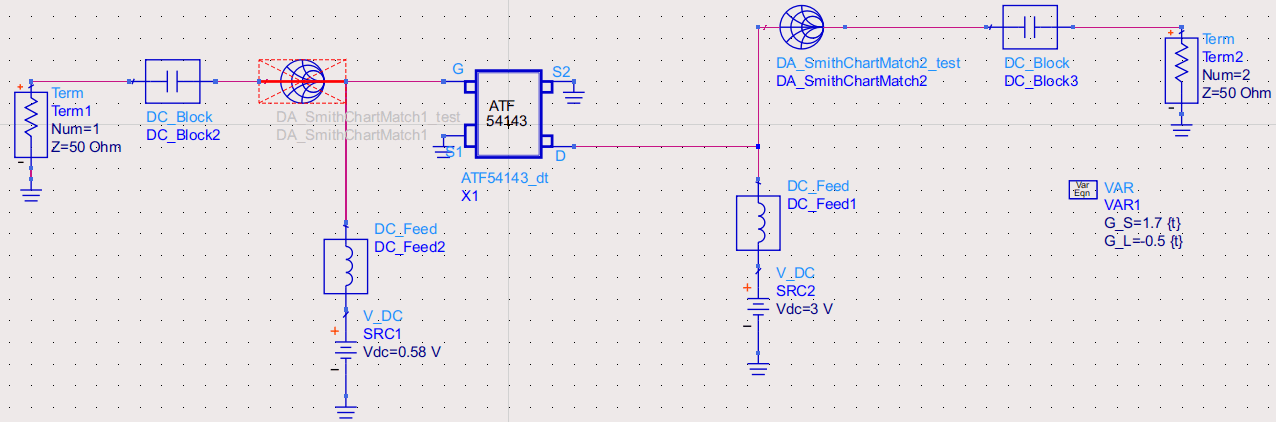 Term
Term1
Num=1
Z=50 Ohm
DC_Block
DC_Block2
DA_SmithChartMatch1_test
DA_SmithChartMatch1
DC_Feed
DC_Feed2
V_DC
SRC1
Vdc=0.58 V
G
S2
ATF
54143
S1
D
ATF54143_dt
X1
DA_SmithChartMatch2_test
DA_SmithChartMatch2
DC_Block
DC_Block3
Term
Term2
Num=2
Z=50 Ohm
DC_Feed
DC_Feed1
V_DC
SRC2
Vdc=3 V
Var
Eqn
VAR
VAR1
G_S=1.7 {t}
G_L=-0.5 {t}